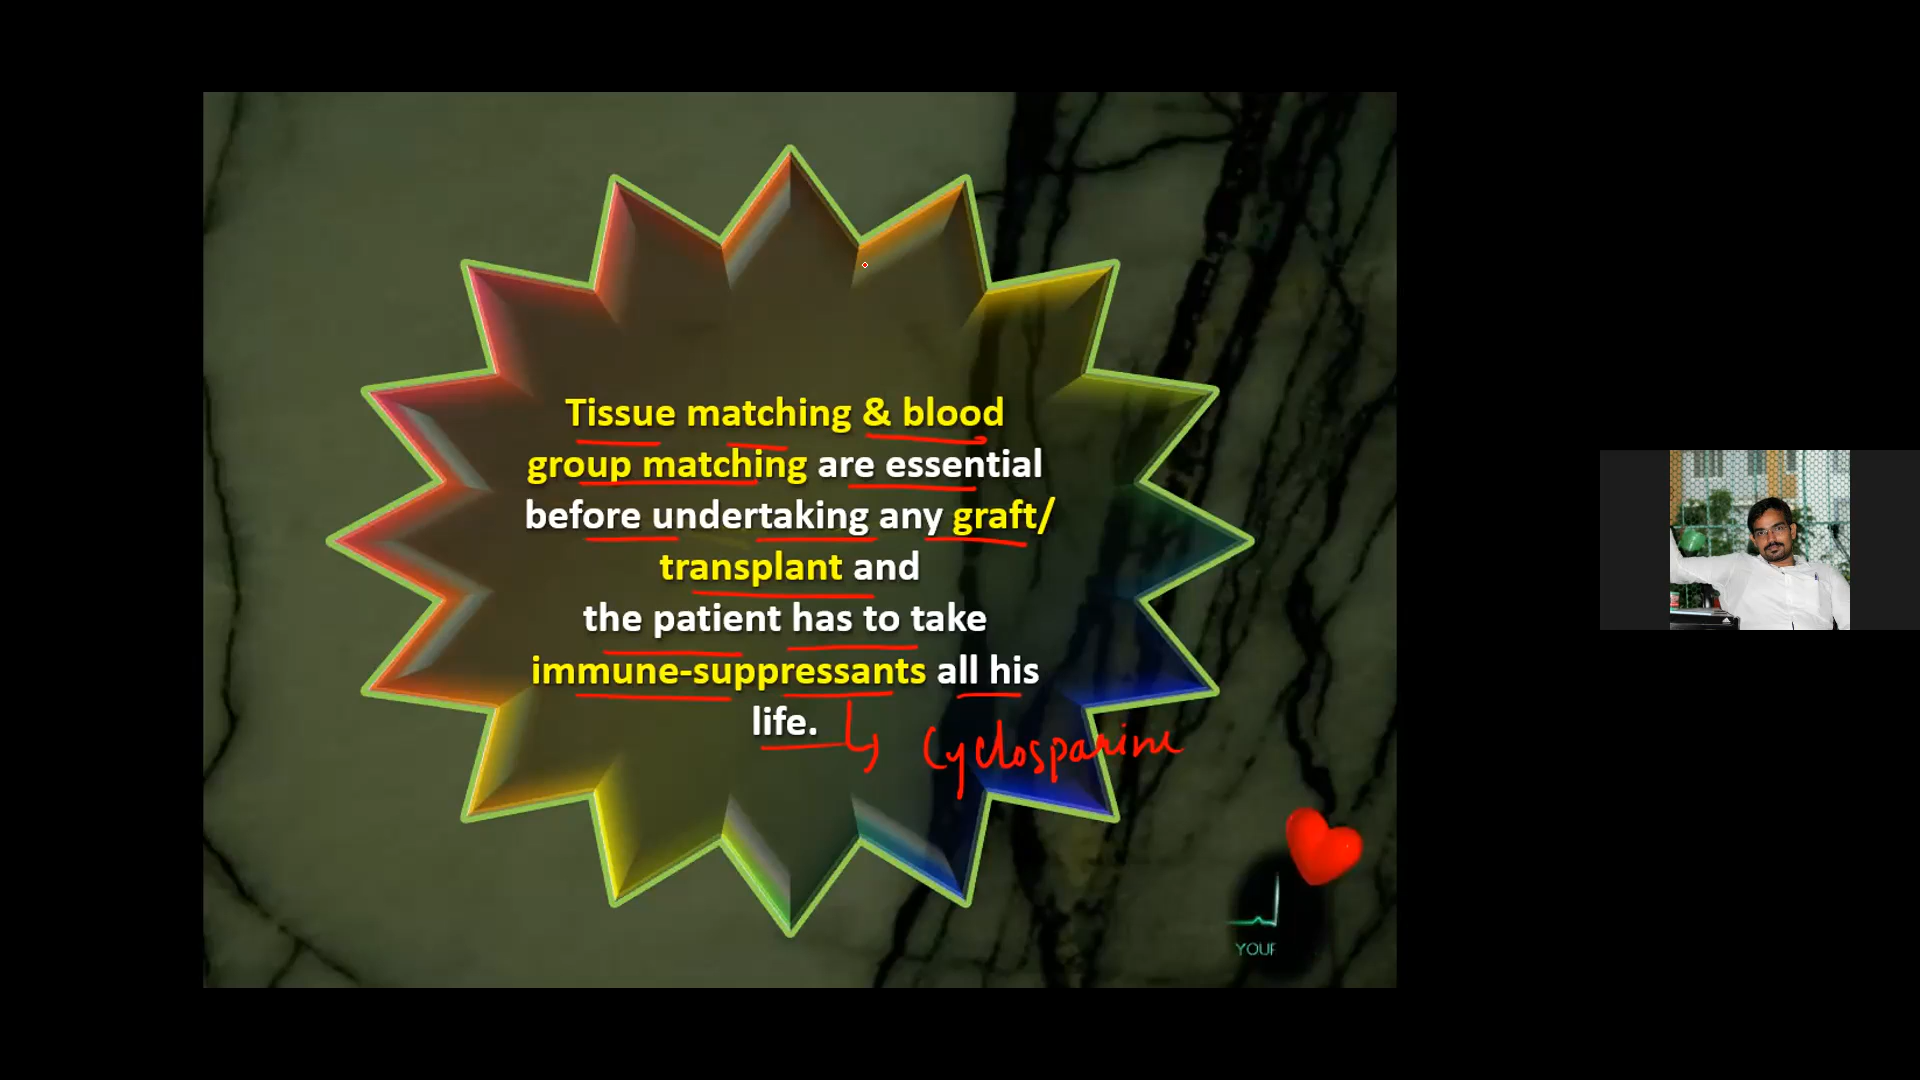 Tissue matching & blood
group matching are essential
before undertaking any graft/
transplant and
the patient has to take
immune-suppressants all his
life.
Cyclosparine
YOUR